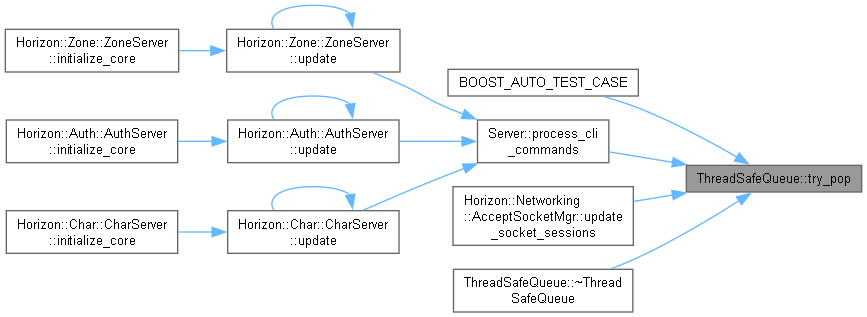 Horizon::Zone::ZoneServer
::initialize_core
Horizon::Zone::ZoneServer
::update
BOOST_AUTO_TEST_CASE
Horizon::Auth::AuthServer
::initialize_core
Horizon::Auth::AuthServer
::update
Server::process_cli
_commands
ThreadSafeQueue::try_pop
Horizon::Networking
::AcceptSocketMgr::update
_socket_sessions
Horizon::Char::CharServer
::initialize_core
Horizon::Char::CharServer
::update
ThreadSafeQueue::~Thread
SafeQueue